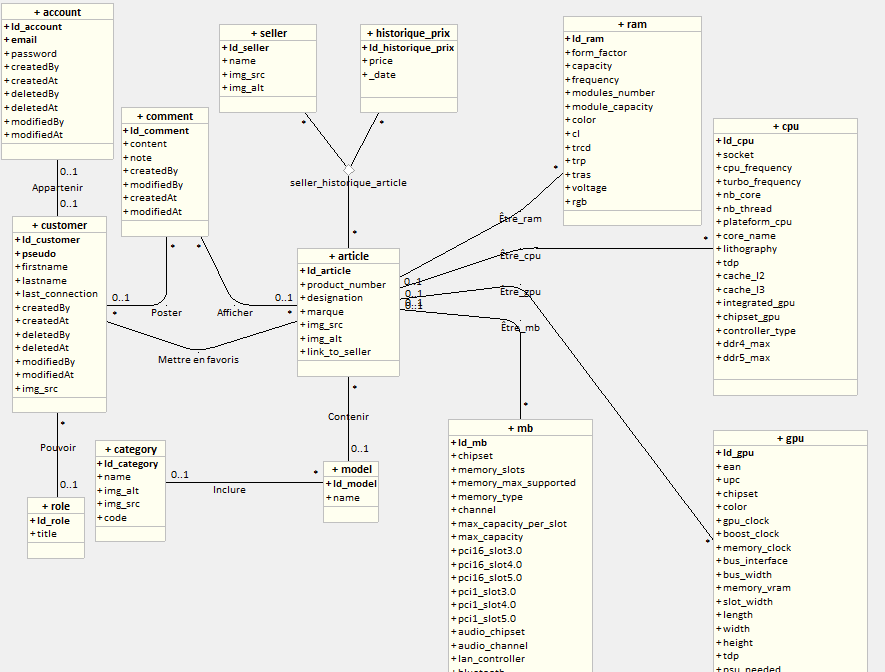 + account
+Id_account
+email
+password
+createdBy
+createdAt
+deletedBy
+deletedAt
+modifiedBy
+modifiedAt
0..1
Appartenir
0..1
+ customer
+Id_customer
+pseudo
+firstname
+lastname
+last_connection
+createdBy
+createdAt
+deletedBy
+deletedAt
+modifiedBy
+modifiedAt
+img_src
*
Pouvoir
0..1
+ role
+Id_role
+title
+ comment
+Id_comment
+content
+note
+createdBy
+modifiedBy
+createdAt
+modifiedAt
*
*
0..1
Poster
Afficher
0..1
*
Mettre en favoris
*
+ category
+Id_category
+name
+img_alt
+img_src
+code
0..1
Inclure
*
+ model
+Id_model
+name
+ seller
+Id_seller
+name
+img_src
+img_alt
*
+ historique_prix
+Id_historique_prix
+price
+_date
*
seller_historique_article
*
+ article
+Id_article
+product_number
+designation
+marque
+img_src
+img_alt
+link_to_seller
*
Contenir
0..1
+ ram
+Id_ram
+form_factor
+capacity
+frequency
+modules_number
+module_capacity
+color
+cl
+trcd
+trp
+tras
+voltage
+rgb
*
Être_ram
0..1
*
Être_cpu
0..1
Être_gpu
0..1
*
Être_mb
0..1
*
+ cpu
+Id_cpu
+socket
+cpu_frequency
+turbo_frequency
+nb_core
+nb_thread
+plateform_cpu
+core_name
+lithography
+tdp
+cache_l2
+cache_l3
+integrated_gpu
+chipset_gpu
+controller_type
+ddr4_max
+ddr5_max
+ mb
+Id_mb
+chipset
+memory_slots
+memory_max_supported
+memory_type
+channel
+max_capacity_per_slot
+max_capacity
+pci16_slot3.0
+pci16_slot4.0
+pci16_slot5.0
+pci1_slot3.0
+pci1_slot4.0
+pci1_slot5.0
+audio_chipset
+audio_channel
+lan_controller
+bluetooth
+ gpu
+Id_gpu
+ean
+upc
+chipset
+color
+gpu_clock
+boost_clock
+memory_clock
+bus_interface
+bus_width
+memory_vram
+slot_width
+length
+width
+height
+tdp
+psu_needed